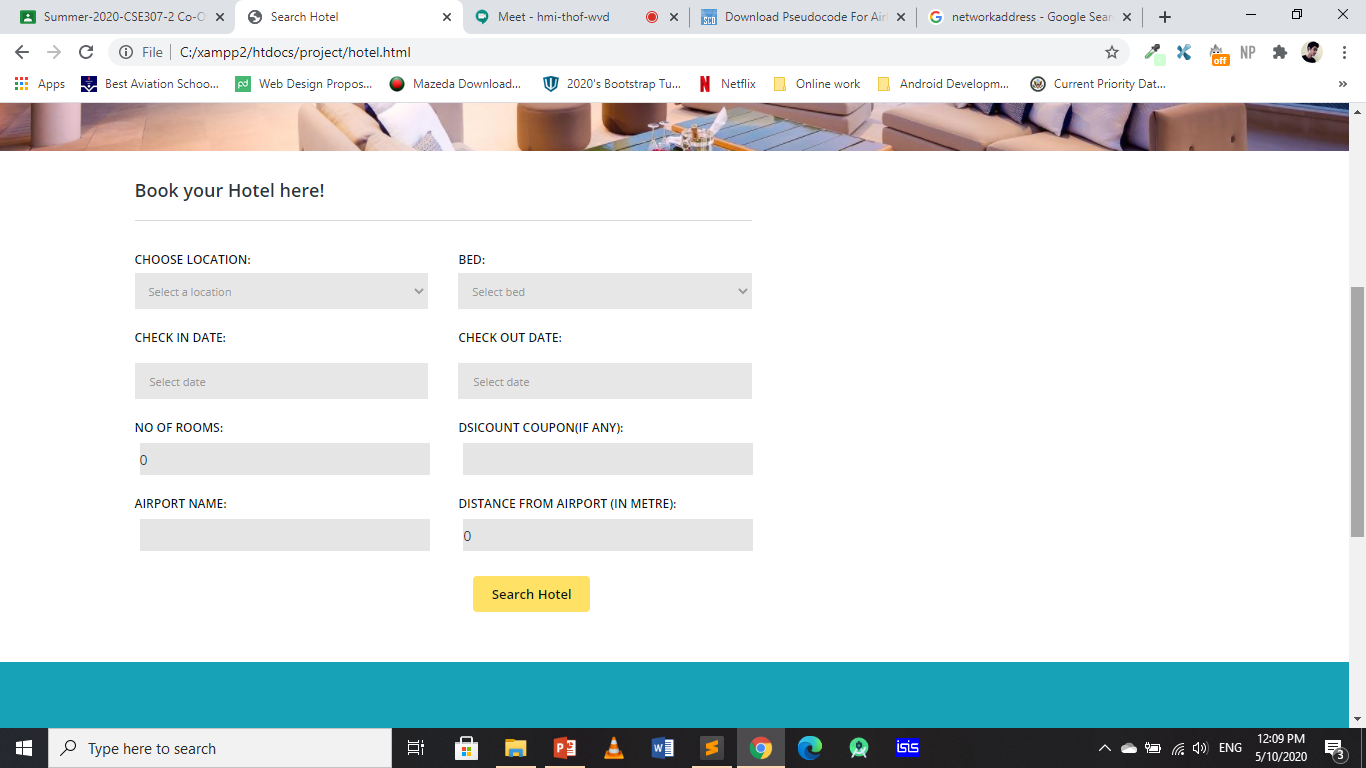 Summer-2020-CSE307-2 Co-O
Search Hotel
Meet - hmi-thof-wvd
SCD
Download Pseudocode For Air
networkaddress - Google Sear
File
C:/xampp2/htdocs/project/hotel.html
off
NP
Apps
Best Aviation Schoo...
pd
Web Design Propos...
Mazeda Download...
2020's Bootstrap Tu...
Netflix
Online work
Android Developm...
Current Priority Dat...
Book your Hotel here!
CHOOSE LOCATION: BED:
Select a location Select bed
CHECK IN DATE: CHECK OUT DATE:
Select date Select date
NO OF ROOMS: DSICOUNT COUPON(IF ANY):
0
AIRPORT NAME: DISTANCE FROM AIRPORT (IN METRE):
0
Search Hotel
Type here to search
isis
ENG
12:09 PM
5/10/2020
3